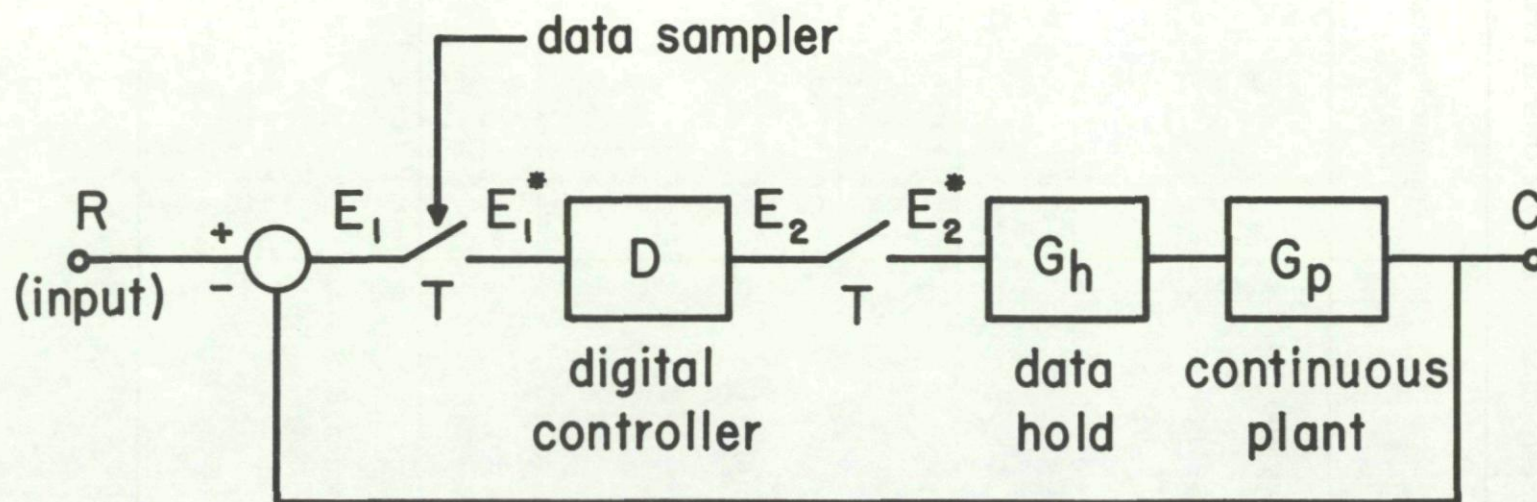 data sampler
R
(input)
+
-
E₁
T
E₁*
D
digital
controller
E₂
T
E₂*
Gh
data
hold
Gp
continuous
plant
C